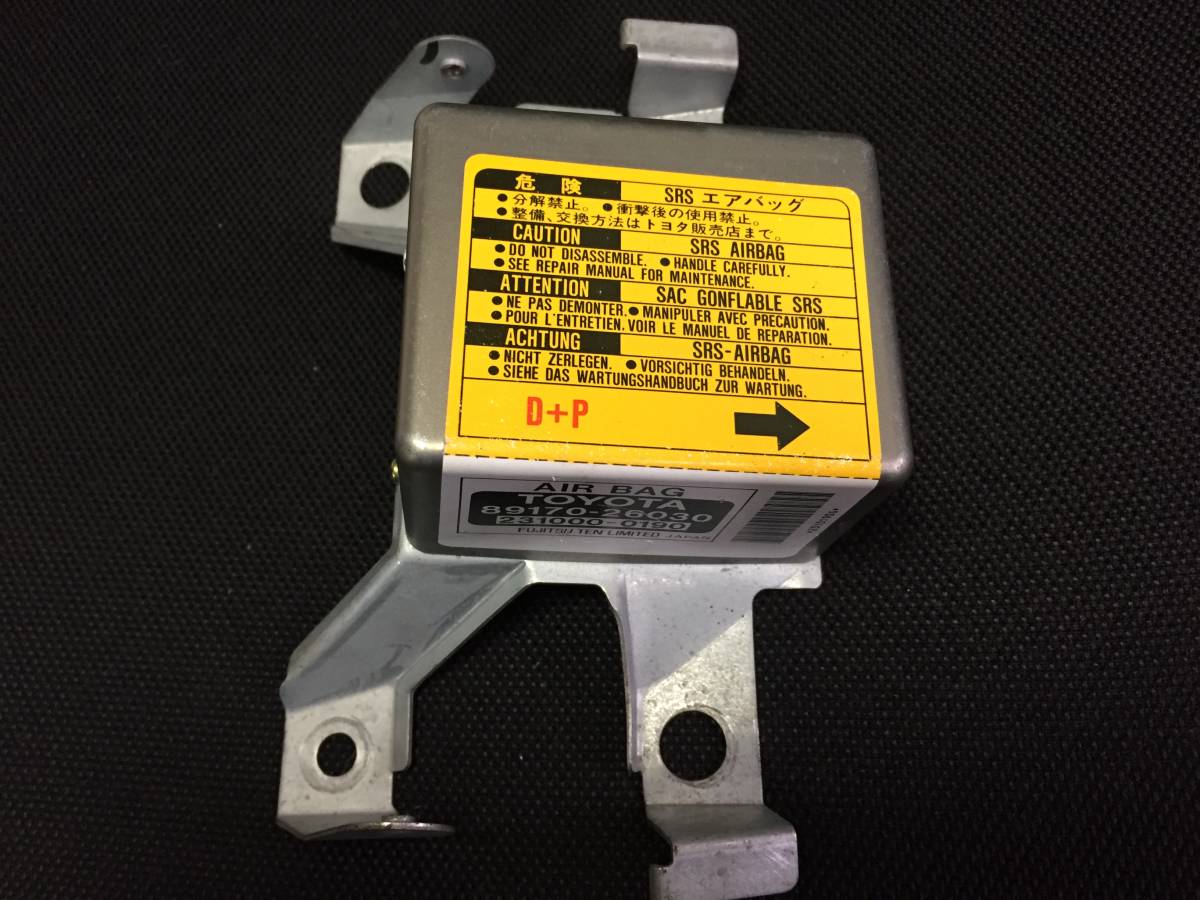 危険 SRS エアバッグ
●分解禁止。 ●衝撃後の使用禁止。
●整備、交換方法はトヨタ販売店まで。
CAUTION SRS AIRBAG
●DO NOT DISASSEMBLE. ●HANDLE CAREFULLY.
●SEE REPAIR MANUAL FOR MAINTENANCE.
ATTENTION SAC GONFLABLE SRS
●NE PAS DEMONTER. ●MANIPULER AVEC PRECAUTION.
●POUR L'ENTRETIEN. VOIR LE MANUEL DE REPARATION.
ACHTUNG SRS-AIRBAG
●NICHT ZERLEGEN. ●VORSICHTIG BEHANDELN.
●SIEHE DAS WARTUNGSHANDBUCH ZUR WARTUNG.
D+P
AIR BAG
TOYOTA
89170-26030
231000-0190
FUJITSU TEN LIMITED JAPAN